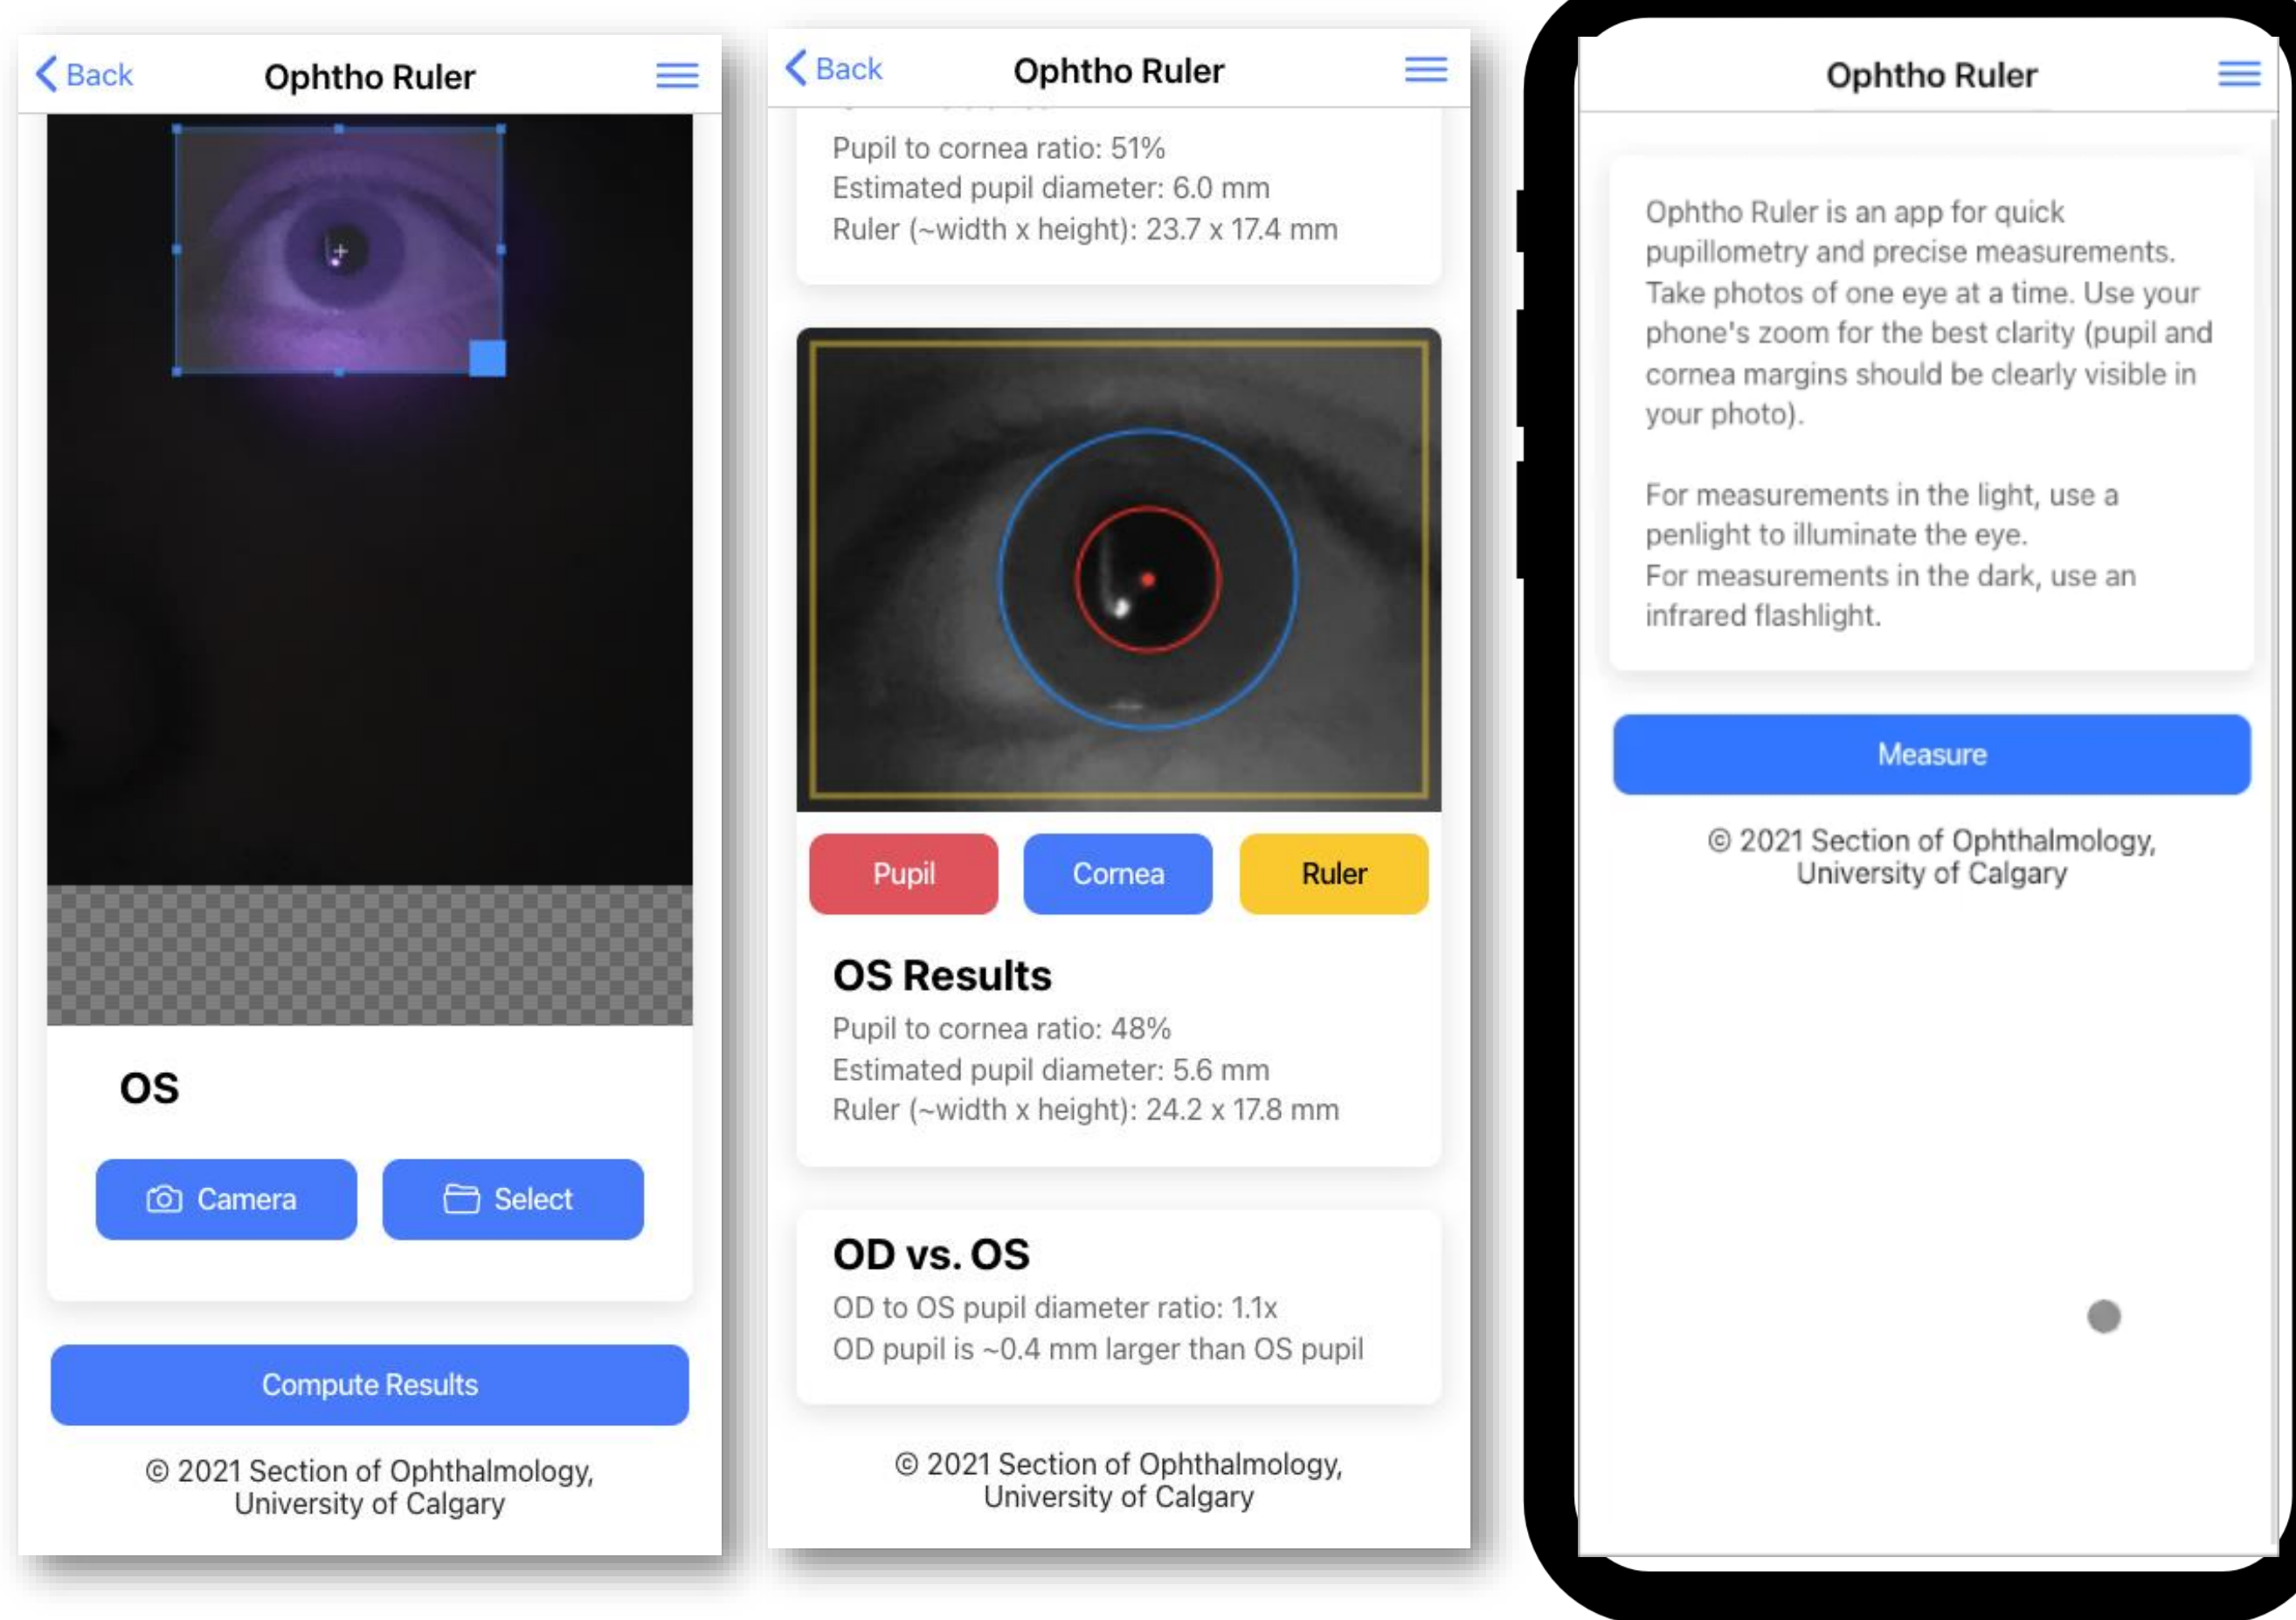 Back
Ophtho Ruler
OS
Camera
Select
Compute Results
© 2021 Section of Ophthalmology,
University of Calgary
Back
Ophtho Ruler
Pupil to cornea ratio: 51%
Estimated pupil diameter: 6.0 mm
Ruler (~width x height): 23.7 x 17.4 mm
Pupil
Cornea
Ruler
OS Results
Pupil to cornea ratio: 48%
Estimated pupil diameter: 5.6 mm
Ruler (~width x height): 24.2 x 17.8 mm
OD vs. OS
OD to OS pupil diameter ratio: 1.1x
OD pupil is ~0.4 mm larger than OS pupil
© 2021 Section of Ophthalmology,
University of Calgary
Ophtho Ruler
Ophtho Ruler is an app for quick
pupillometry and precise measurements.
Take photos of one eye at a time. Use your
phone's zoom for the best clarity (pupil and
cornea margins should be clearly visible in
your photo).
For measurements in the light, use a
penlight to illuminate the eye.
For measurements in the dark, use an
infrared flashlight.
Measure
© 2021 Section of Ophthalmology,
University of Calgary